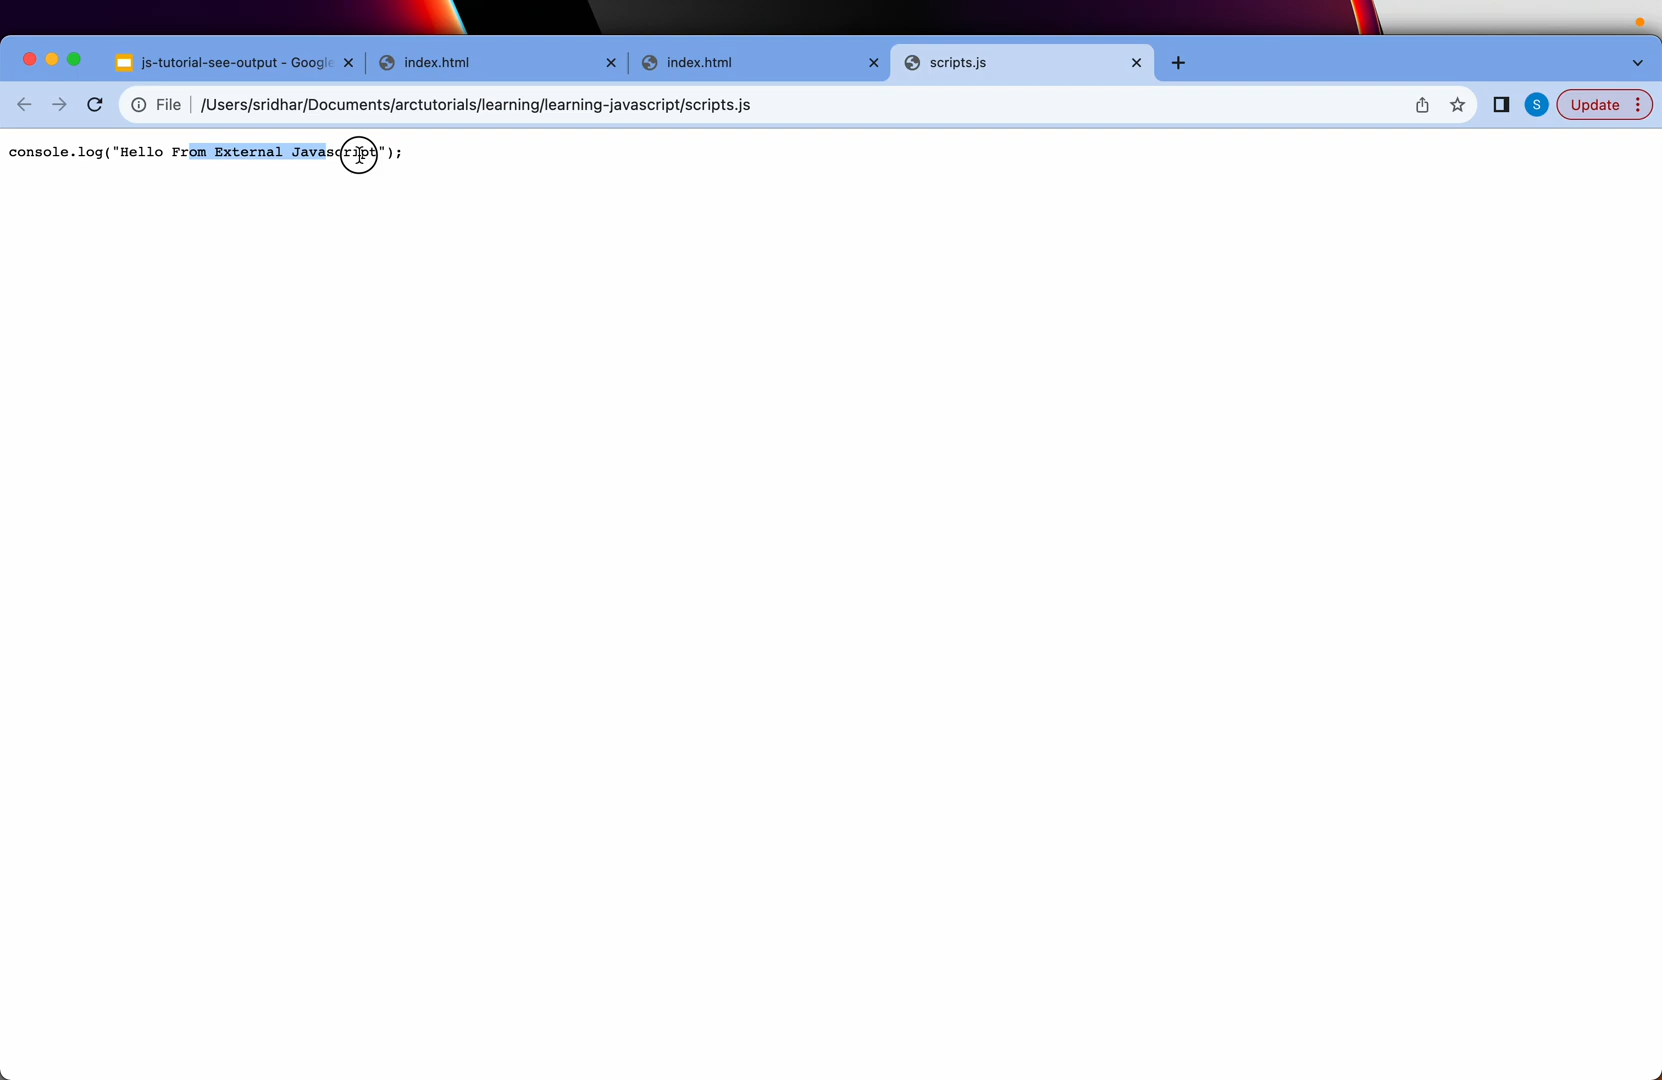 js-tutorial-see-output - Google
index.html
index.html
scripts.js
File
/Users/sridhar/Documents/arctutorials/learning/learning-javascript/scripts.js
S
Update
console.log("Hello From External Javascript");